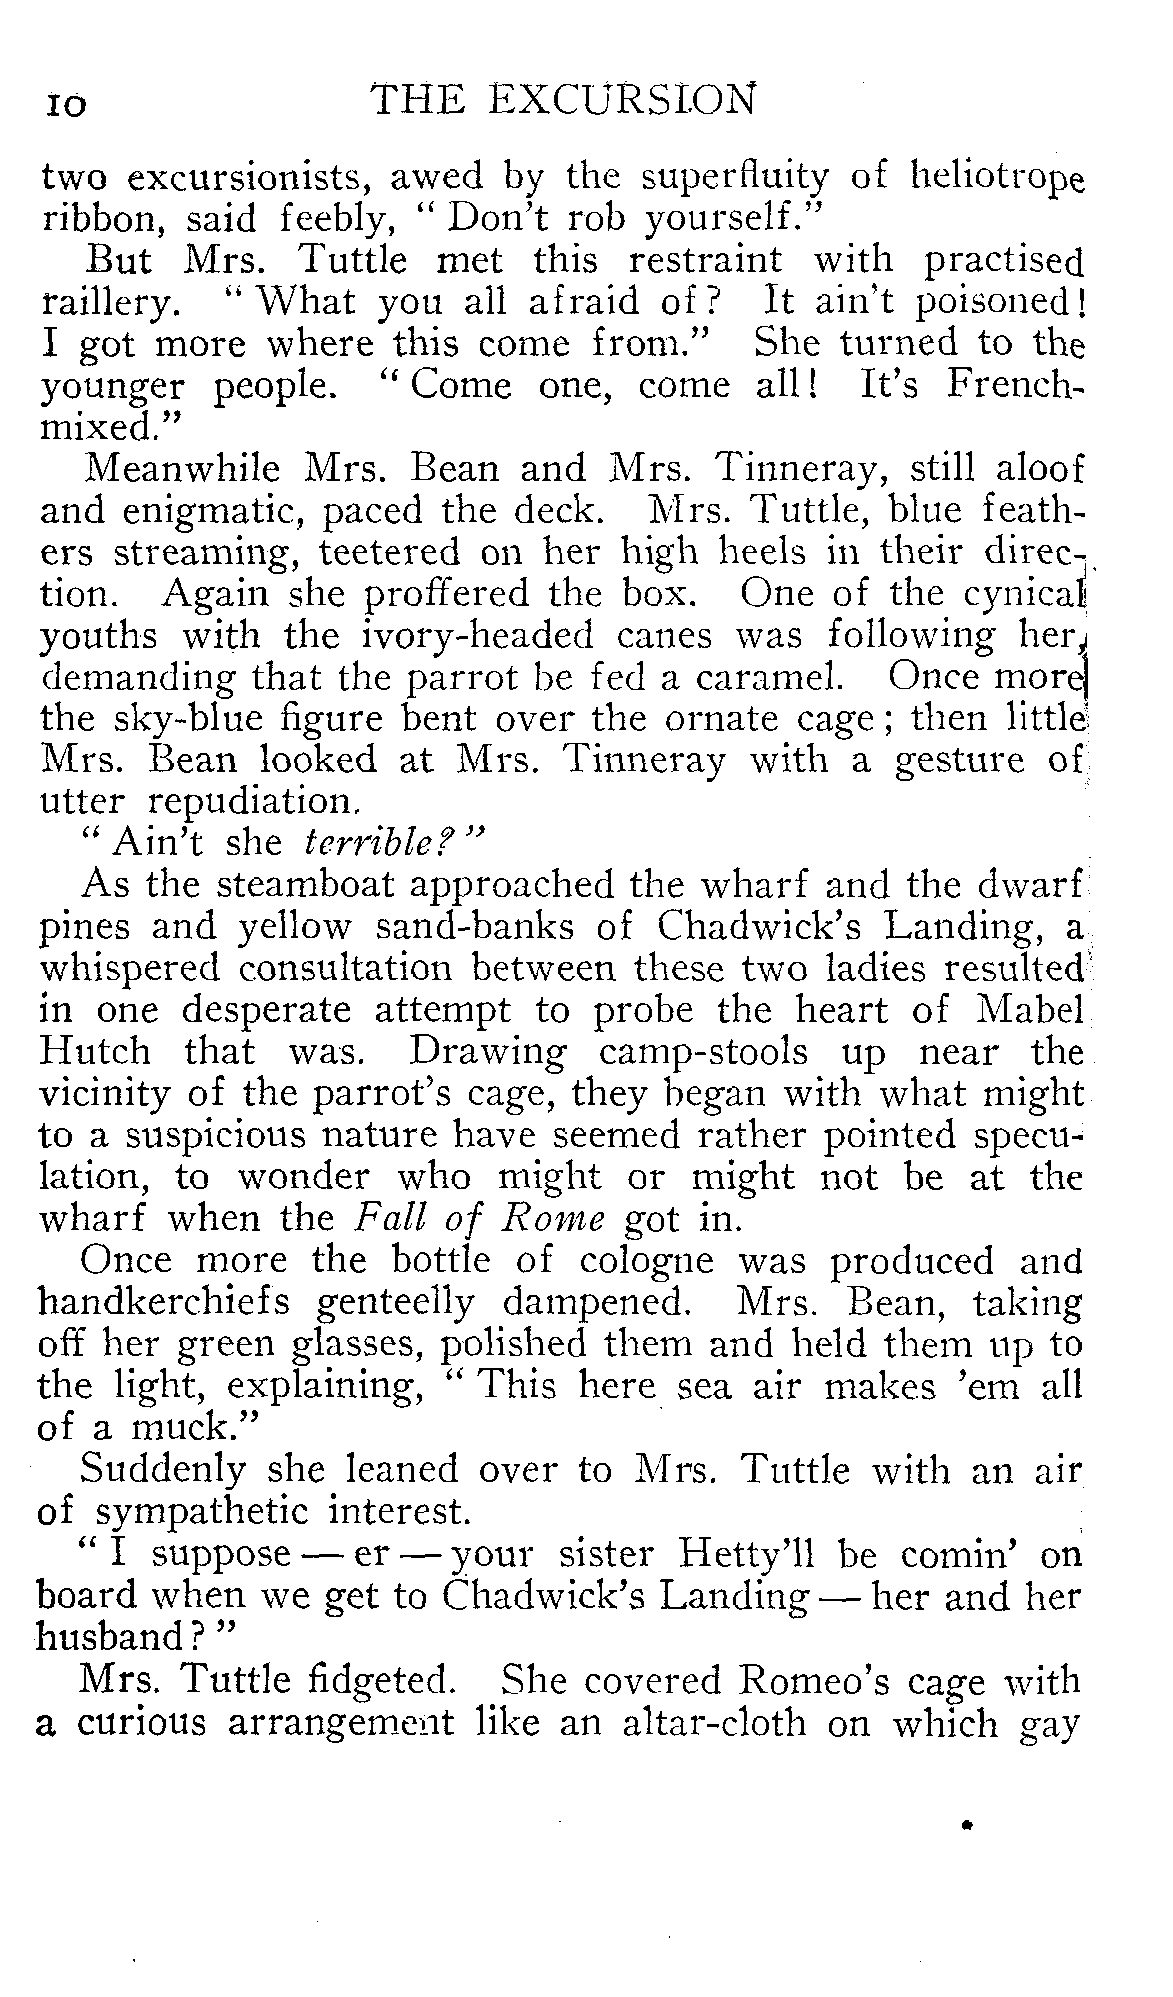 10 THE EXCURSION
two excursionists, awed by the superfluity of heliotrope
ribbon, said feebly, “ Don't rob yourself.”
But Mrs. Tuttle met this restraint with practised
raillery. “ What you all afraid of? It ain't poisoned!
I got more where this come from.” She turned to the
younger people. “ Come one, come all! It's French-
mixed.”
Meanwhile Mrs. Bean and Mrs. Tinneray, still aloof
and enigmatic, paced the deck. Mrs. Tuttle, blue feath-
ers streaming, teetered on her high heels in their direc-
tion. Again she proffered the box. One of the cynical
youths with the ivory-headed canes was following her,
demanding that the parrot be fed a caramel. Once more
the sky-blue figure bent over the ornate cage; then little
Mrs. Bean looked at Mrs. Tinneray with a gesture of
utter repudiation.
“ Ain't she terrible? ”
As the steamboat approached the wharf and the dwarf
pines and yellow sand-banks of Chadwick's Landing, a
whispered consultation between these two ladies resulted
in one desperate attempt to probe the heart of Mabel
Hutch that was. Drawing camp-stools up near the
vicinity of the parrot's cage, they began with what might
to a suspicious nature have seemed rather pointed specu-
lation, to wonder who might or might not be at the
wharf when the Fall of Rome got in.
Once more the bottle of cologne was produced and
handkerchiefs genteelly dampened. Mrs. Bean, taking
off her green glasses, polished them and held them up to
the light, explaining, “ This here sea air makes 'em all
of a muck.”
Suddenly she leaned over to Mrs. Tuttle with an air
of sympathetic interest.
“ I suppose — er — your sister Hetty'll be comin' on
board when we get to Chadwick's Landing — her and her
husband? ”
Mrs. Tuttle fidgeted. She covered Romeo's cage with
a curious arrangement like an altar-cloth on which gay